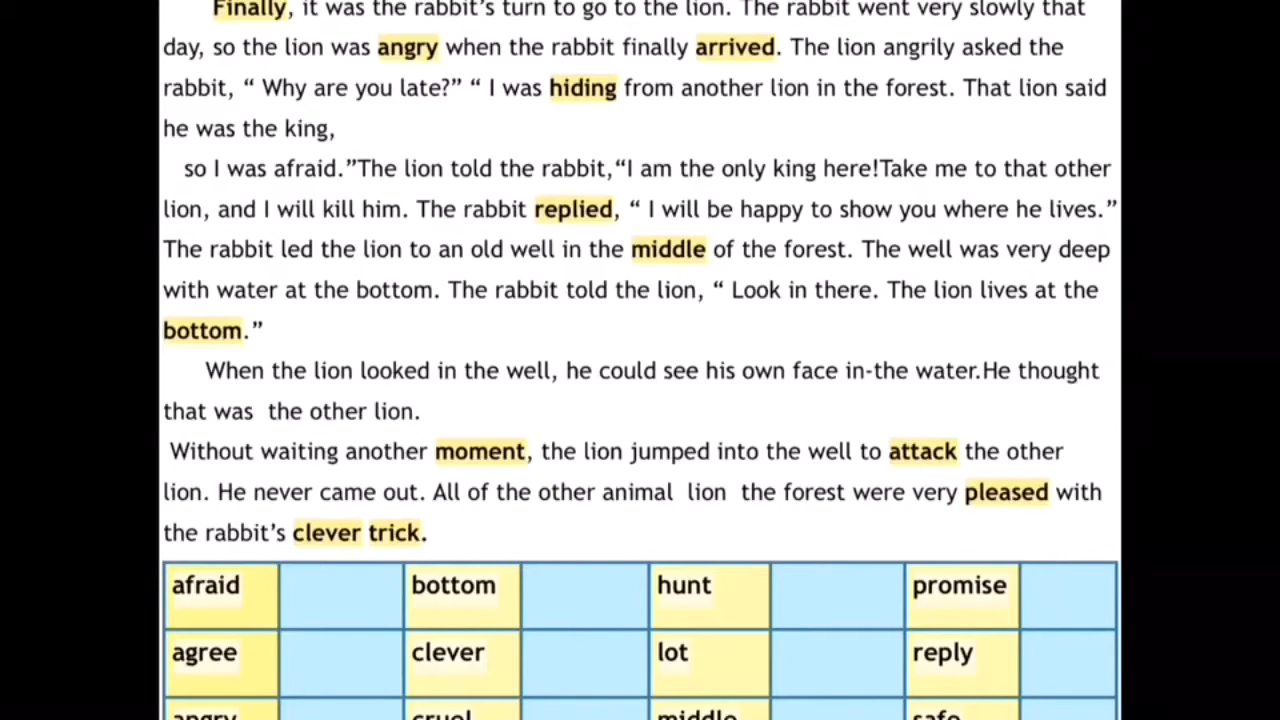 Finally, it was the rabbit’s turn to go to the lion. The rabbit went very slowly that
day, so the lion was angry when the rabbit finally arrived. The lion angrily asked the
rabbit, “ Why are you late?” “ I was hiding from another lion in the forest. That lion said
he was the king,
so I was afraid.”The lion told the rabbit,“I am the only king here!Take me to that other
lion, and I will kill him. The rabbit replied, “ I will be happy to show you where he lives.”
The rabbit led the lion to an old well in the middle of the forest. The well was very deep
with water at the bottom. The rabbit told the lion, “ Look in there. The lion lives at the
bottom.”
When the lion looked in the well, he could see his own face in-the water.He thought
that was the other lion.
Without waiting another moment, the lion jumped into the well to attack the other
lion. He never came out. All of the other animal lion the forest were very pleased with
the rabbit’s clever trick.
afraid bottom hunt promise
agree clever lot reply
angry cruel middle safe